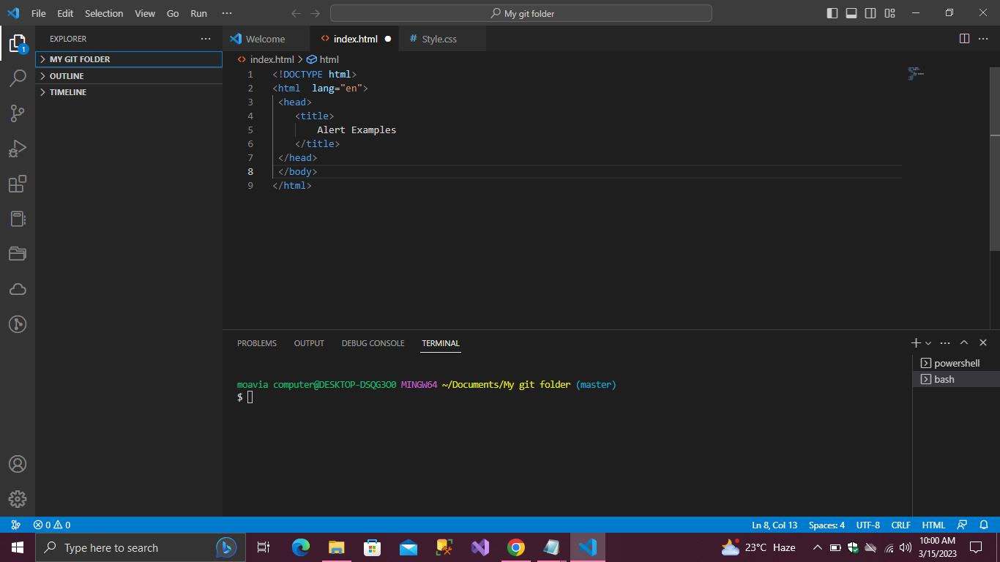 File Edit Selection View Go Run ···
My git folder
EXPLORER ···
1
MY GIT FOLDER
OUTLINE
TIMELINE
Welcome
index.html
# Style.css
index.html > html
1 <!DOCTYPE html>
2 <html  lang="en">
3 <head>
4 <title>
5 Alert Examples
6 </title>
7 </head>
8 </body>
9 </html>
PROBLEMS OUTPUT DEBUG CONSOLE TERMINAL
powershell
bash
moavia computer@DESKTOP-DSQG3O0 MINGW64 ~/Documents/My git folder (master)
$
0 0
Ln 8, Col 13 Spaces: 4 UTF-8 CRLF HTML
Type here to search
23°C Haze
10:00 AM
3/15/2023